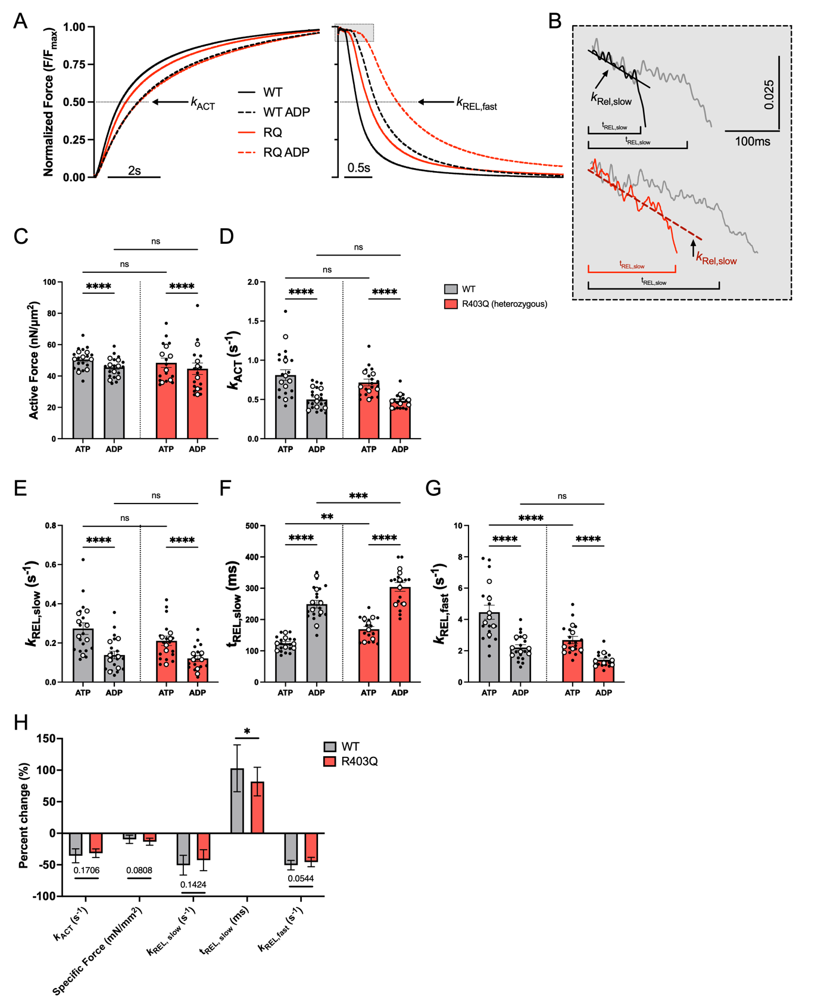 A
Normalized Force (F/Fmax)
1.00
0.75
0.50
0.25
0.00
kACT
2s
WT
WT ADP
RQ
RQ ADP
kREL,fast
0.5s
B
kRel,slow
tREL,slow
tREL,slow
0.025
100ms
kRel,slow
tREL,slow
tREL,slow
C
ns
ns
**** ****
Active Force (nN/μm²)
100
80
60
40
20
0
ATP ADP ATP ADP
D
ns
ns
**** ****
kACT (s-1)
2.0
1.5
1.0
0.5
0.0
ATP ADP ATP ADP
WT
R403Q (heterozygous)
E
ns
ns
**** ****
kREL,slow (s-1)
0.8
0.6
0.4
0.2
0.0
ATP ADP ATP ADP
F
***
**
**** ****
tREL,slow (ms)
500
400
300
200
100
0
ATP ADP ATP ADP
G
ns
****
**** ****
kREL,fast (s-1)
10
8
6
4
2
0
ATP ADP ATP ADP
H
Percent change (%)
150
100
50
0
-50
-100
*
WT
R403Q
0.1706
0.0808
0.1424
0.0544
kACT (s-1)
Specific Force (mN/mm2)
kREL, slow (s-1)
tREL, slow (ms)
kREL,fast (s-1)